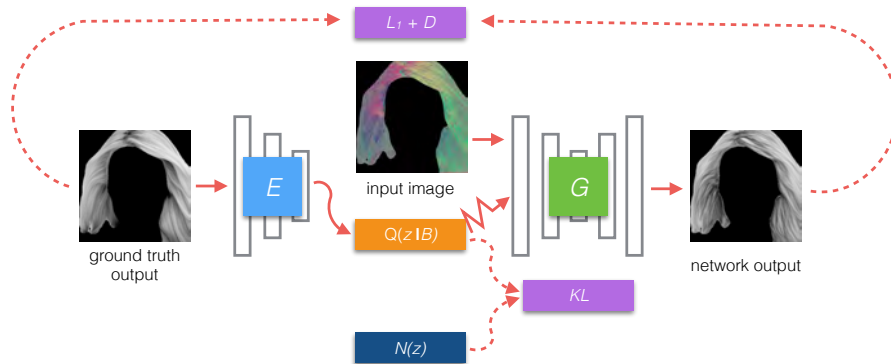 L₁ + D
E
input image
G
Q(z|B)
ground truth
output
network output
KL
N(z)